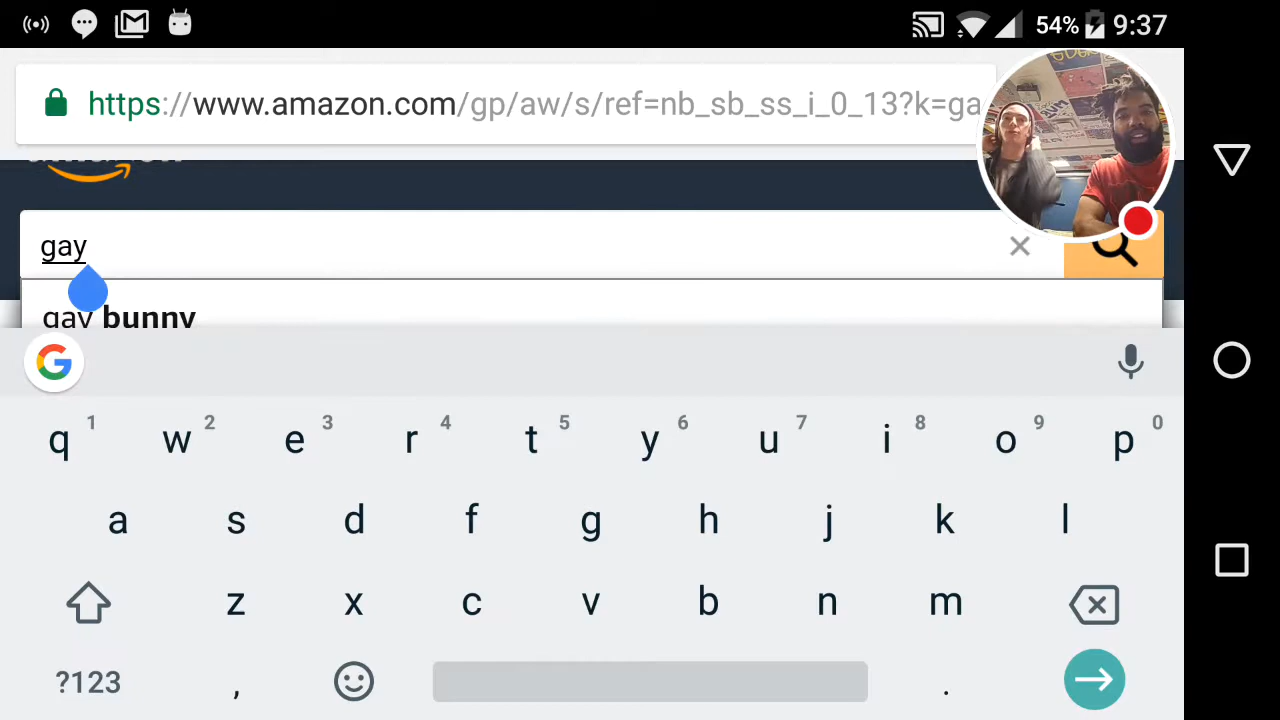 54% 9:37
https://www.amazon.com/gp/aw/s/ref=nb_sb_ss_i_0_13?k=ga
gay
gay bunny
G
q 1 w 2 e 3 r 4 t 5 y 6 u 7 i 8 o 9 p 0
a s d f g h j k l
z x c v b n m
?123 , .